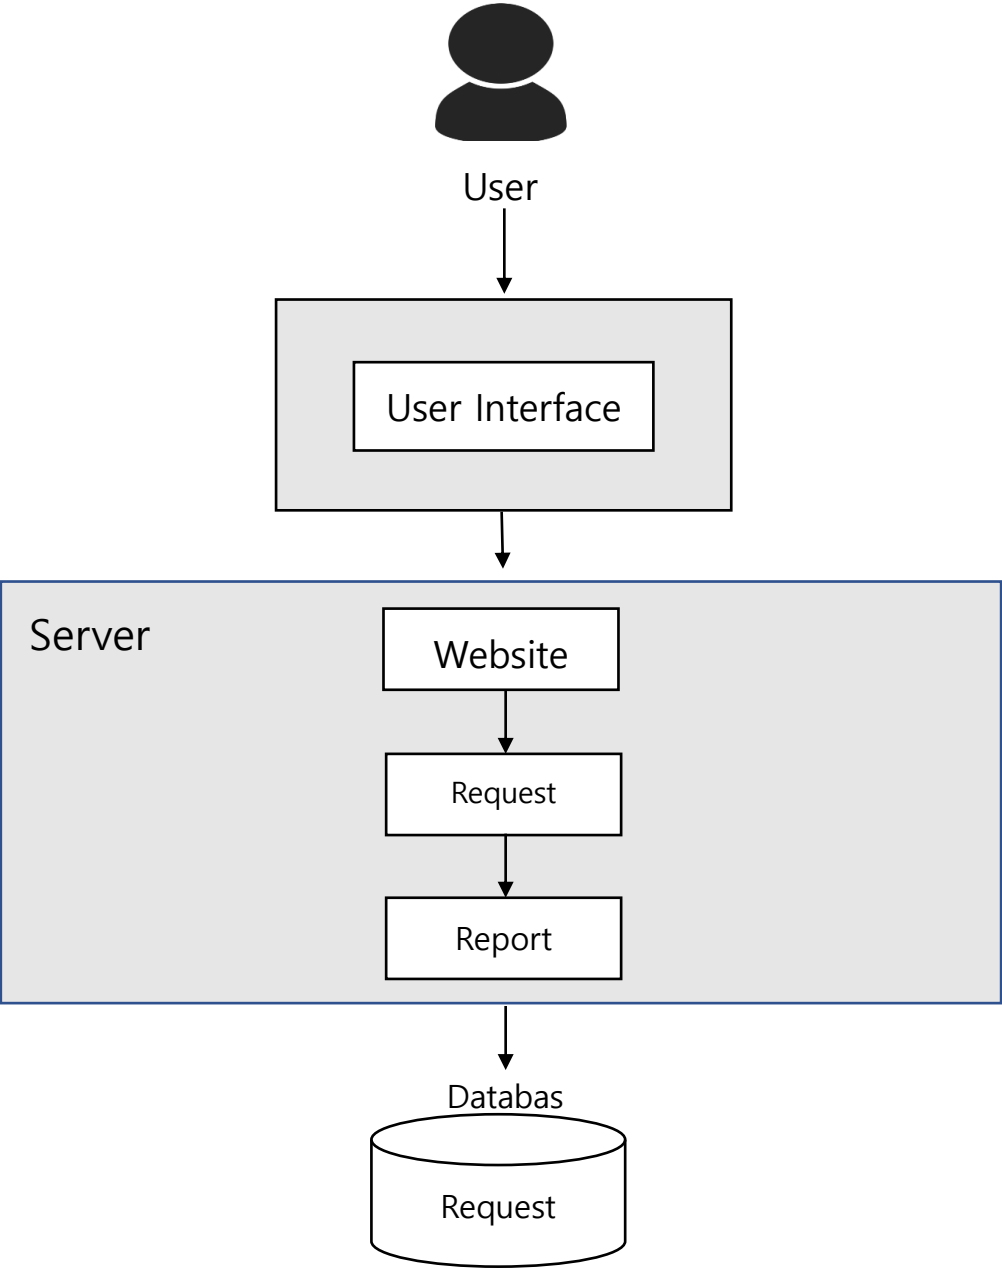 User
User Interface
Server
Website
Request
Report
Databas
Request